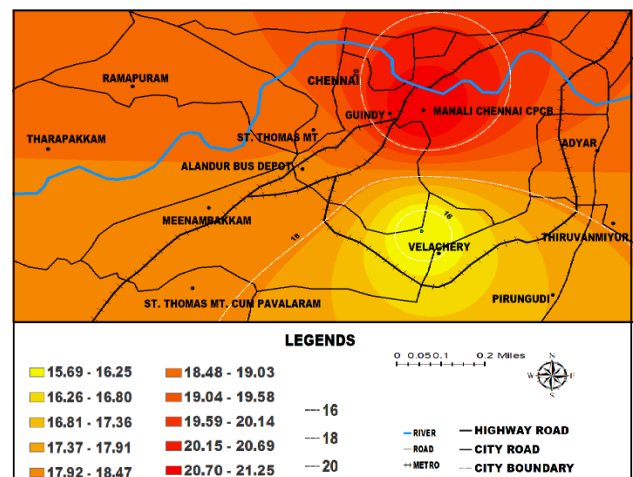 RAMAPURAM
CHENNAI
20
GUINDY
MANALI CHENNAI CPCB
THARAPAKKAM
ST. THOMAS MT.
ADYAR
ALANDUR BUS DEPOT
MEENAMBAKKAM
18
16
THIRUVANMIYUR
VELACHERY
ST. THOMAS MT. CUM PAVALARAM
PIRUNGUDI
LEGENDS
15.69 - 16.25
16.26 - 16.80
16.81 - 17.36
17.37 - 17.91
17.92 - 18.47
18.48 - 19.03
19.04 - 19.58
19.59 - 20.14
20.15 - 20.69
20.70 - 21.25
16
18
20
0 0.05 0.1 0.2 Miles
N
W E
S
RIVER
ROAD
METRO
HIGHWAY ROAD
CITY ROAD
CITY BOUNDARY